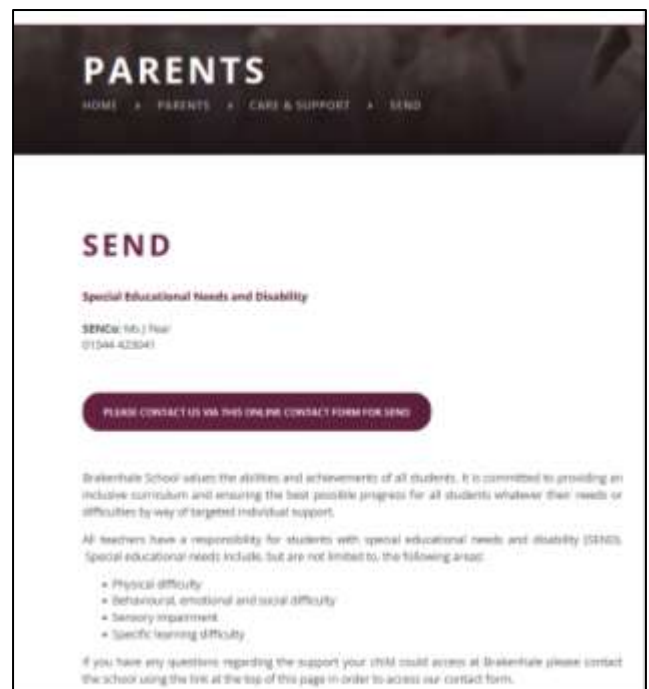 PARENTS
HOME PARENTS CARE & SUPPORT SEND
SEND
Special Educational Needs and Disability
SENCo: Ms J
01344 423041
PLEASE CONTACT US VIA THIS ONLINE CONTACT FORM FOR SEND
Brakenhale School values the abilities and achievements of all students. It is committed to providing an
inclusive curriculum and ensuring the best possible progress for all students whatever their needs or
difficulties by way of targeted individual support.
All teachers have a responsibility for students with special educational needs and disability (SEND).
Special educational needs include, but are not limited to, the following areas:
• Physical difficulty
• Behavioural, emotional and social difficulty
• Sensory impairment
• Specific learning difficulty
If you have any questions regarding the support your child could access at Brakenhale please contact
the school using the link at the top of this page in order to access our contact form.